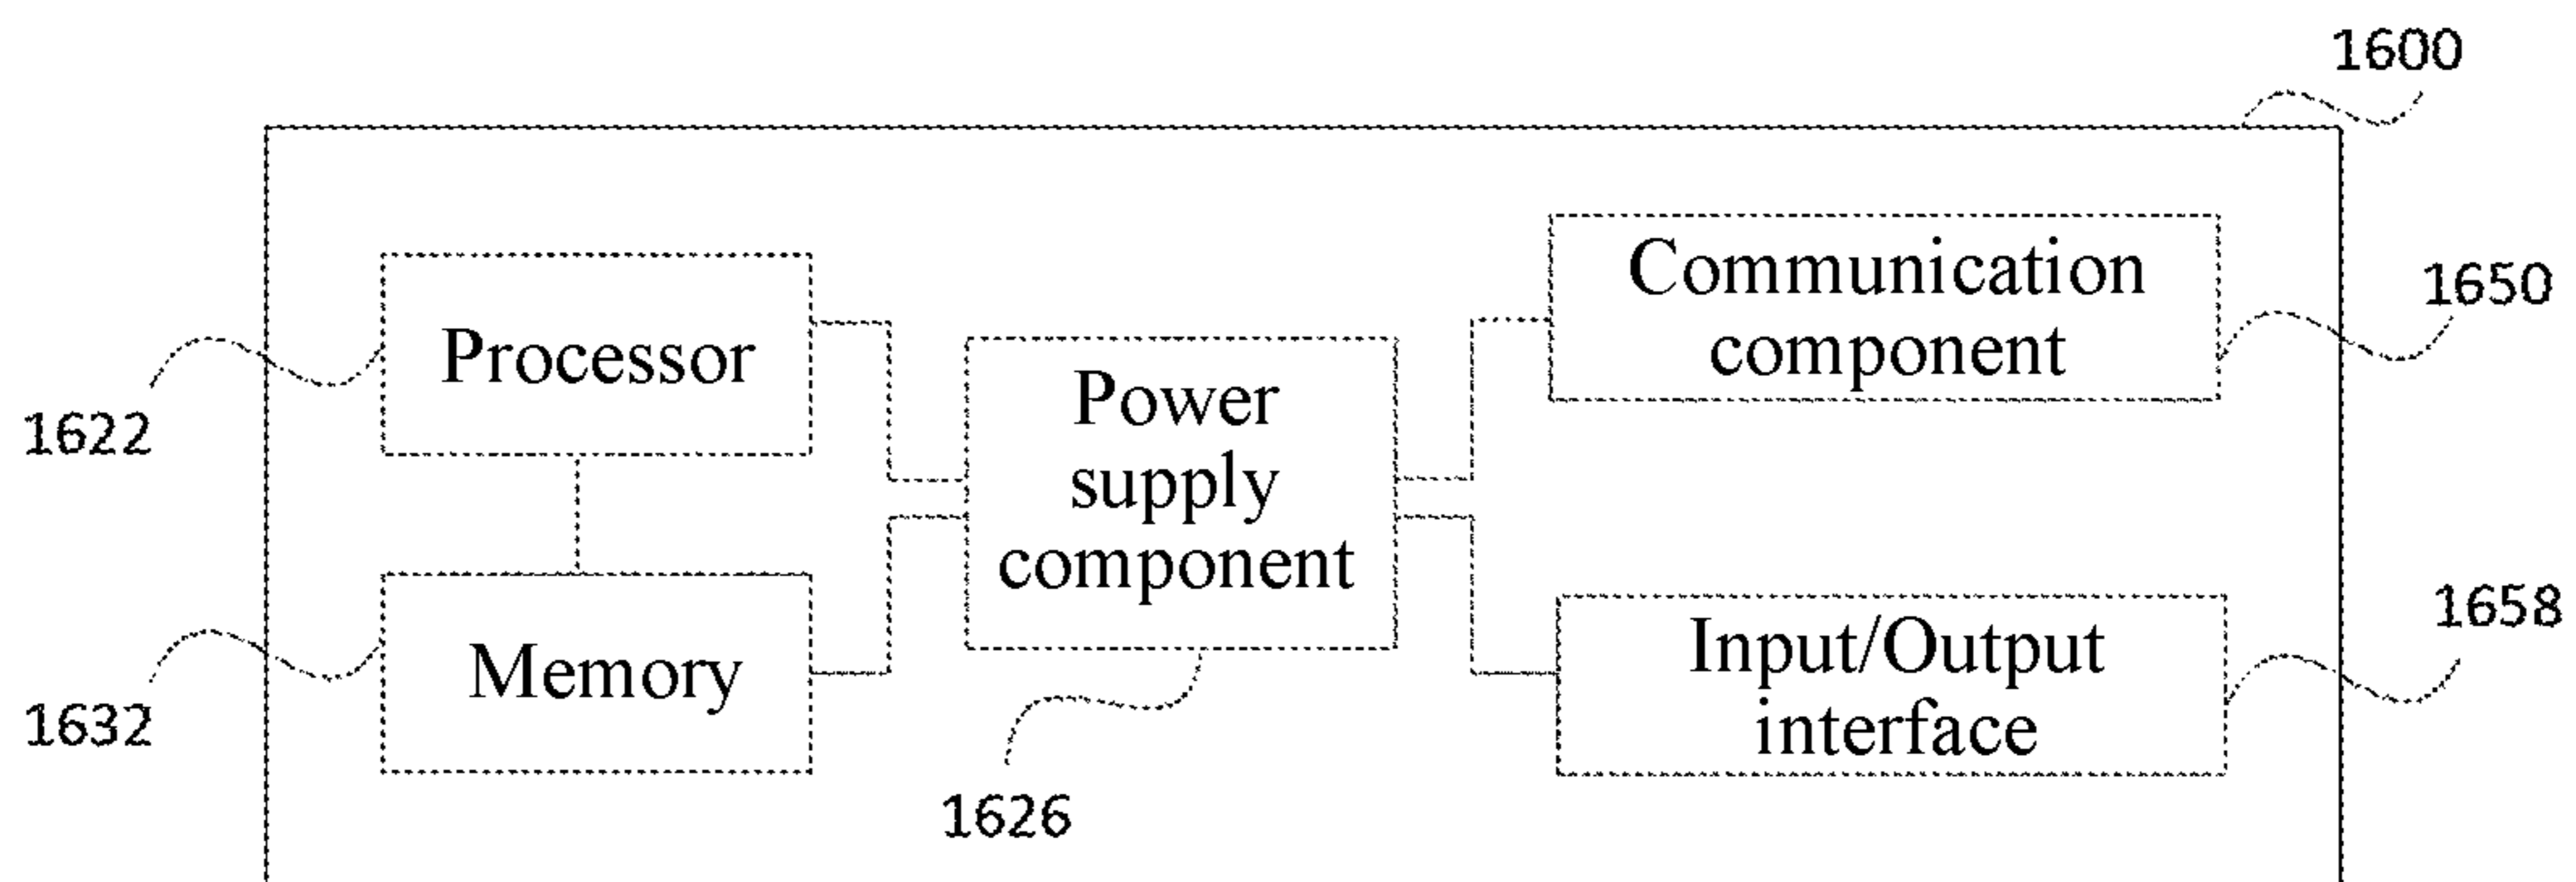 1600
Processor
1622
Memory
1632
Power
supply
component
1626
Communication
component
1650
Input/Output
interface
1658